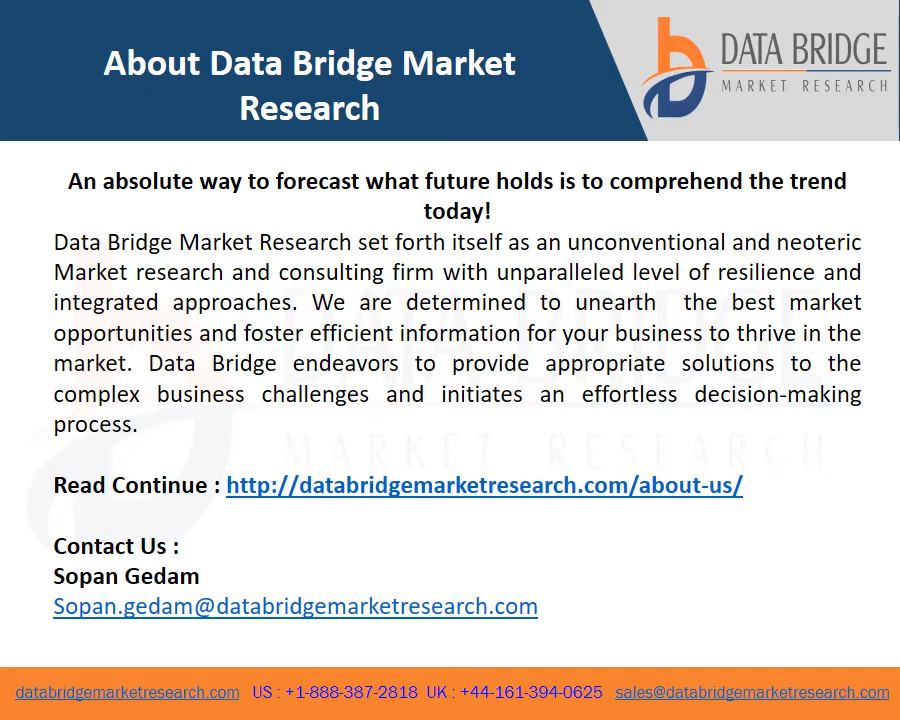 About Data Bridge Market
Research
DATA BRIDGE
MARKET RESEARCH
An absolute way to forecast what future holds is to comprehend the trend
today!
Data Bridge Market Research set forth itself as an unconventional and neoteric
Market research and consulting firm with unparalleled level of resilience and
integrated approaches. We are determined to unearth the best market
opportunities and foster efficient information for your business to thrive in the
market. Data Bridge endeavors to provide appropriate solutions to the
complex business challenges and initiates an effortless decision-making
process.
DATA BRIDGE
MARKET RESEARCH
Read Continue : http://databridgemarketresearch.com/about-us/
Contact Us :
Sopan Gedam
Sopan.gedam@databridgemarketresearch.com
databridgemarketresearch.com US : +1-888-387-2818 UK : +44-161-394-0625 sales@databridgemarketresearch.com